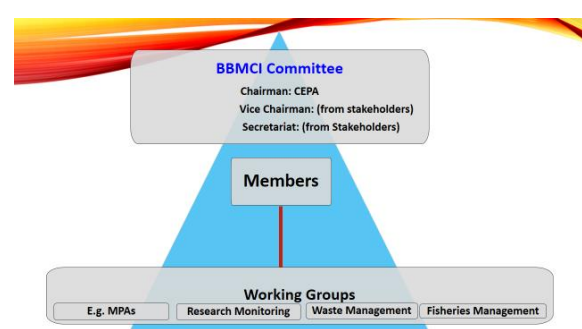 BBMCI Committee
Chairman: CEPA
Vice Chairman: (from stakeholders)
Secretariat: (from Stakeholders)
Members
Working Groups
E.g. MPAs
Research Monitoring
Waste Management
Fisheries Management